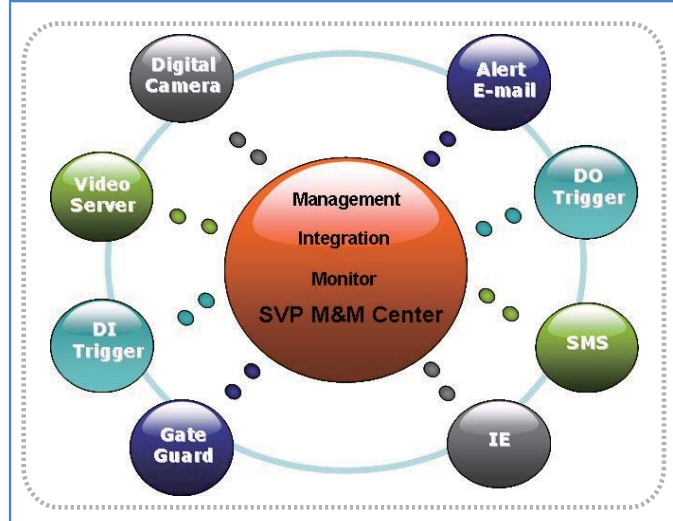 Digital
Camera
Alert
E-mail
Video
Server
Management
Integration
Monitor
SVP M&M Center
DO
Trigger
DI
Trigger
SMS
Gate
Guard
IE